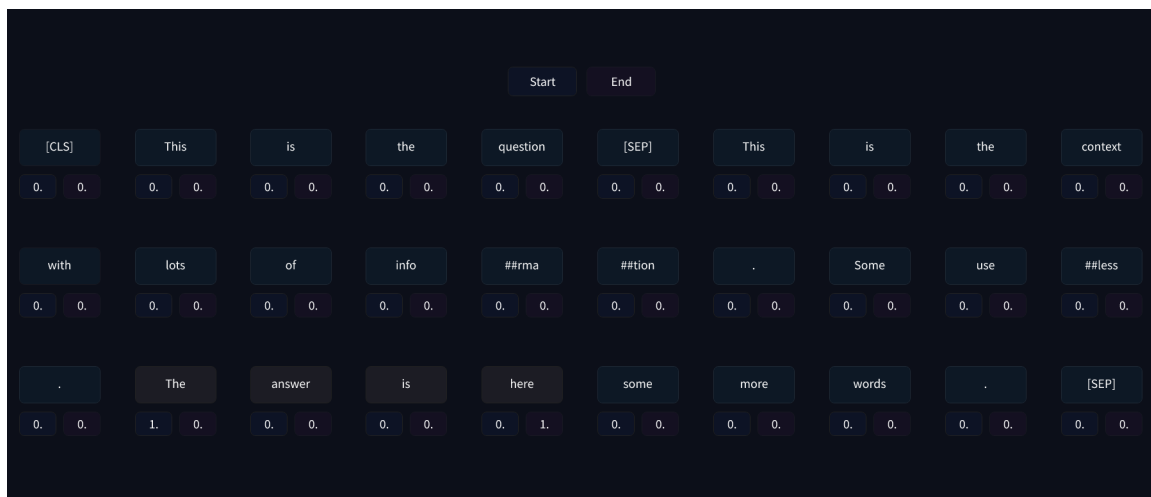 Start End
[CLS] This is the question [SEP] This is the context
0. 0. 0. 0. 0. 0. 0. 0. 0. 0. 0. 0. 0. 0. 0. 0. 0. 0. 0. 0.
with lots of info ##rma ##tion . Some use ##less
0. 0. 0. 0. 0. 0. 0. 0. 0. 0. 0. 0. 0. 0. 0. 0. 0. 0. 0. 0.
. The answer is here some more words . [SEP]
0. 0. 1. 0. 0. 0. 0. 0. 0. 1. 0. 0. 0. 0. 0. 0. 0. 0. 0. 0.